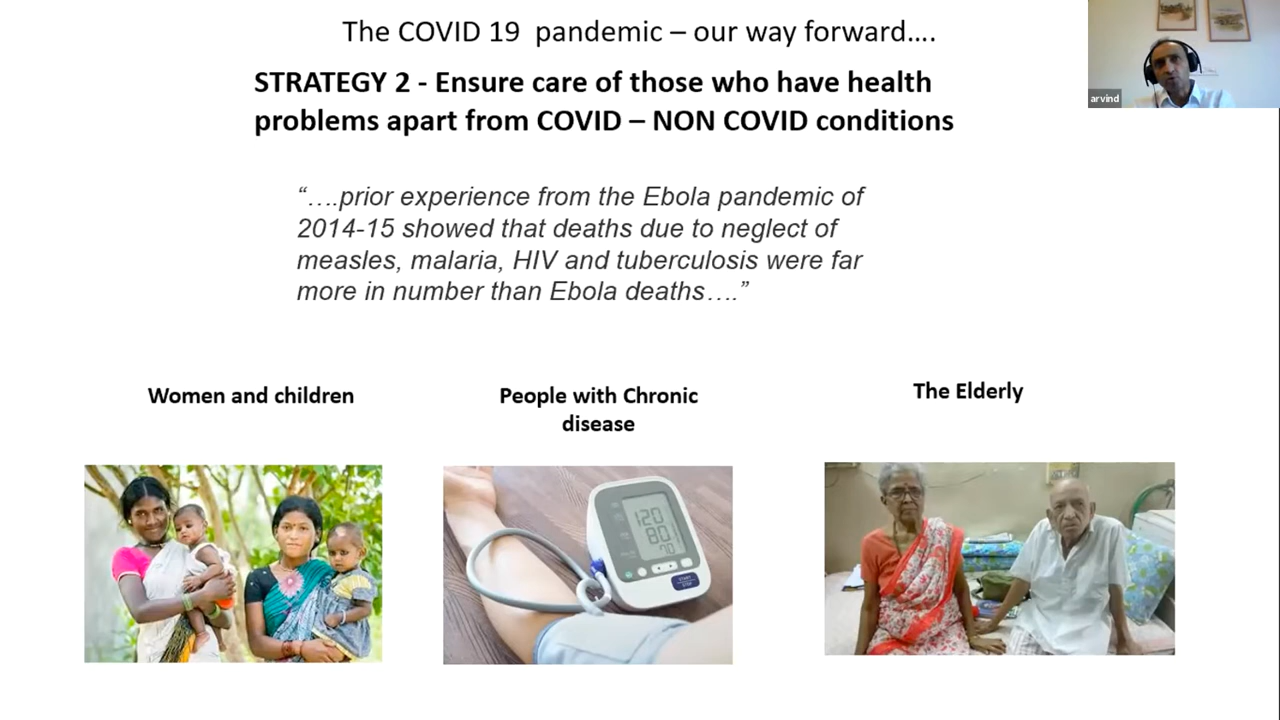 The COVID 19 pandemic – our way forward….
STRATEGY 2 - Ensure care of those who have health
problems apart from COVID – NON COVID conditions
arvind
“….prior experience from the Ebola pandemic of
2014-15 showed that deaths due to neglect of
measles, malaria, HIV and tuberculosis were far
more in number than Ebola deaths….”
Women and children
People with Chronic
disease
The Elderly
120
80
70